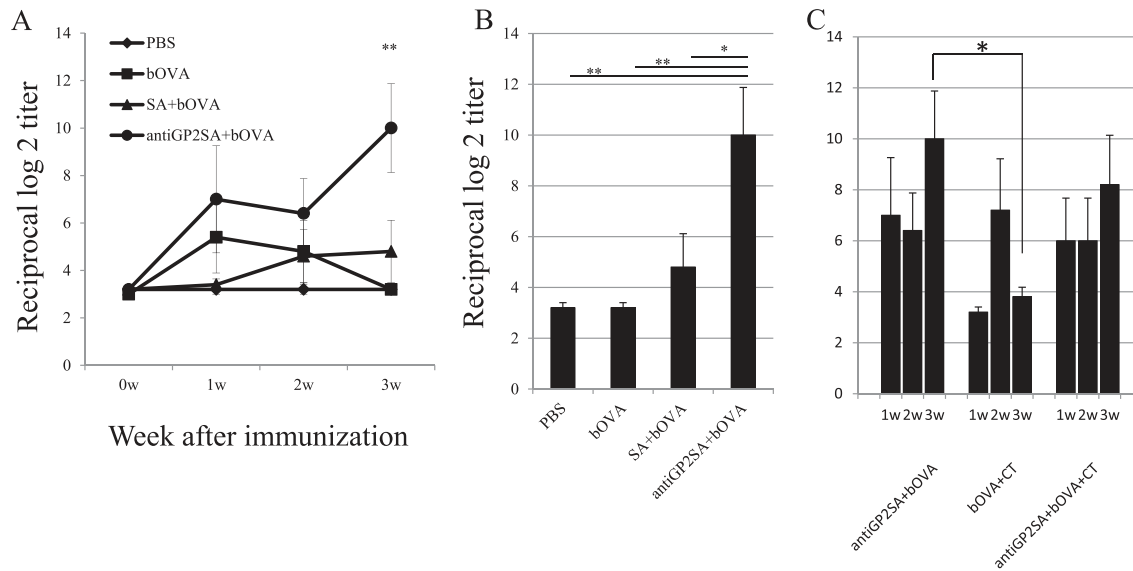 A
Reciprocal log 2 titer
14
12
10
8
6
4
2
0
PBS
bOVA
SA+bOVA
antiGP2SA+bOVA
**
0w
1w
2w
3w
Week after immunization
B
Reciprocal log 2 titer
14
12
10
8
6
4
2
0
**
**
*
PBS
bOVA
SA+bOVA
antiGP2SA+bOVA
C
14
12
10
8
6
4
2
0
*
1w 2w 3w
1w 2w 3w
1w 2w 3w
antiGP2SA+bOVA
bOVA+CT
antiGP2SA+bOVA+CT